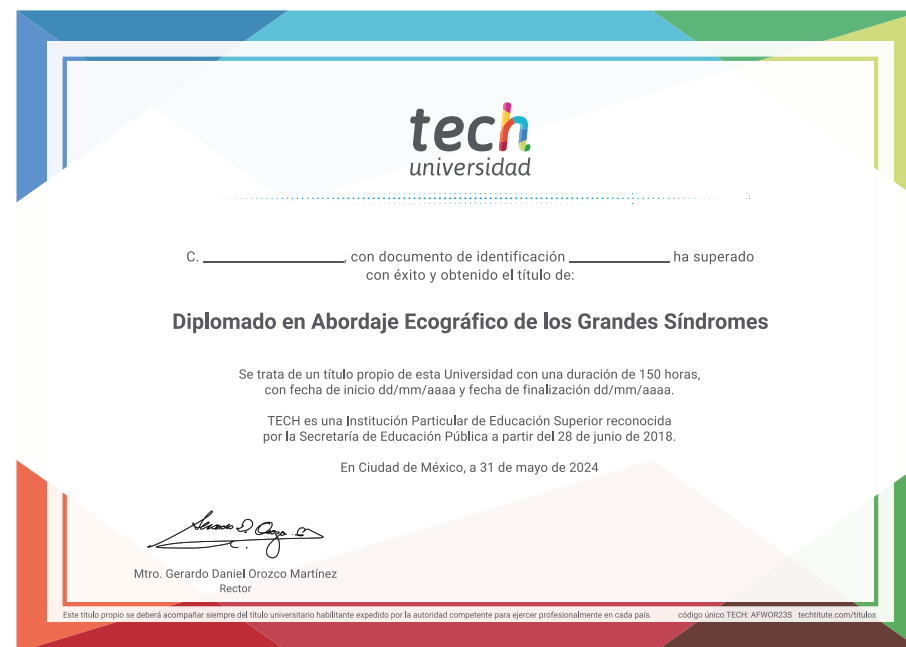 tech
universidad
C. ____________________, con documento de identificación ______________ ha superado
con éxito y obtenido el título de:
Diplomado en Abordaje Ecográfico de los Grandes Síndromes
Se trata de un título propio de esta Universidad con una duración de 150 horas,
con fecha de inicio dd/mm/aaaa y fecha de finalización dd/mm/aaaa.
TECH es una Institución Particular de Educación Superior reconocida
por la Secretaría de Educación Pública a partir del 28 de junio de 2018.
En Ciudad de México, a 31 de mayo de 2024
Mtro. Gerardo Daniel Orozco Martínez
Rector
Este título propio se deberá acompañar siempre del título universitario habilitante expedido por la autoridad competente para ejercer profesionalmente en cada país. código único TECH: AFWOR23S techtitute.com/titulos